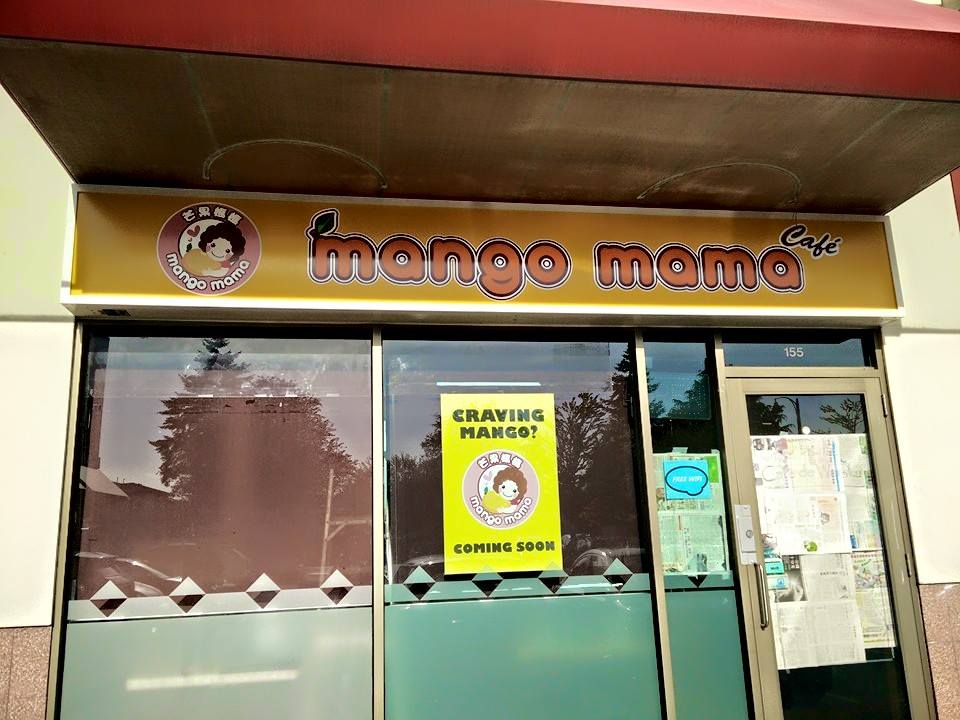 芒果媽媽
mango mama
mango mama
Café
155
CRAVING
MANGO?
芒果媽媽
mango mama
COMING SOON
FREE WIFI